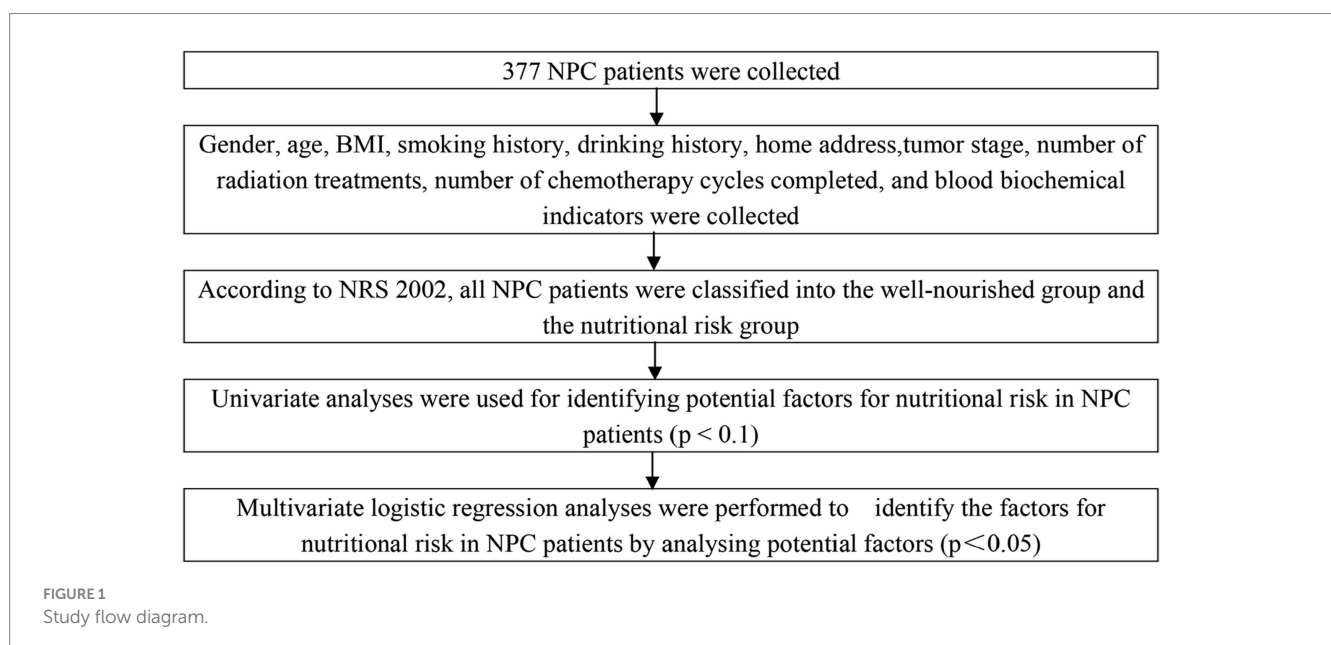 377 NPC patients were collected
Gender, age, BMI, smoking history, drinking history, home address,tumor stage, number of
radiation treatments, number of chemotherapy cycles completed, and blood biochemical
indicators were collected
According to NRS 2002, all NPC patients were classified into the well-nourished group and
the nutritional risk group
Univariate analyses were used for identifying potential factors for nutritional risk in NPC
patients (p < 0.1)
Multivariate logistic regression analyses were performed to identify the factors for
nutritional risk in NPC patients by analysing potential factors (p<0.05)
FIGURE 1
Study flow diagram.